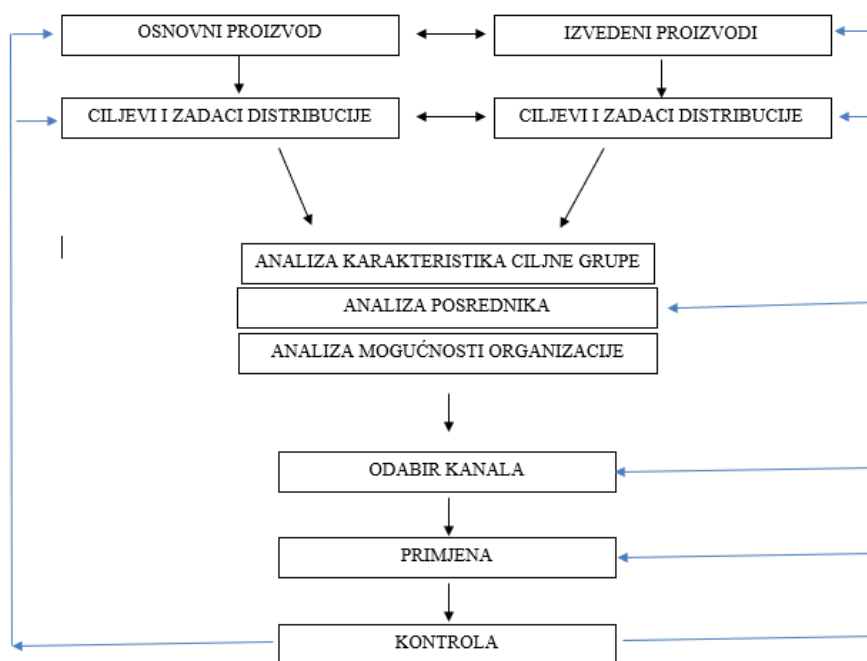 OSNOVNI PROIZVOD
IZVEDENI PROIZVODI
CILJEVI I ZADACI DISTRIBUCIJE
CILJEVI I ZADACI DISTRIBUCIJE
ANALIZA KARAKTERISTIKA CILJNE GRUPE
ANALIZA POSREDNIKA
ANALIZA MOGUĆNOSTI ORGANIZACIJE
ODABIR KANALA
PRIMJENA
KONTROLA